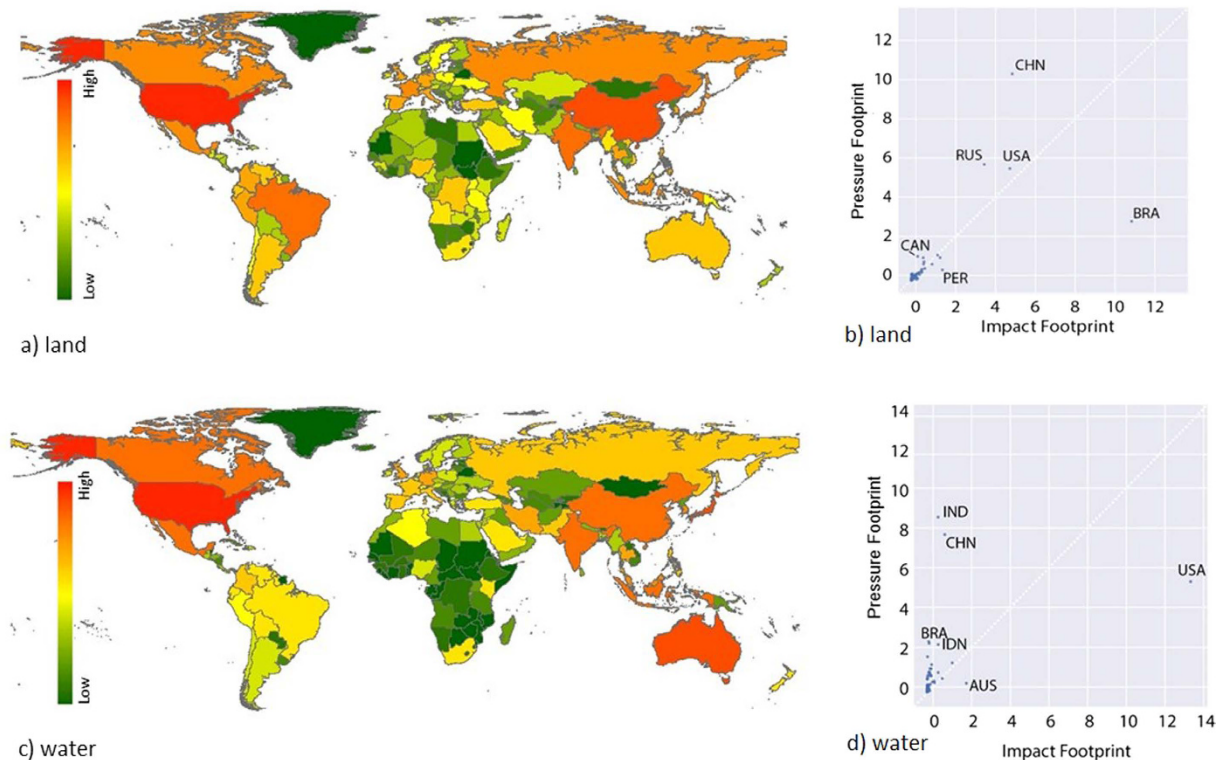 High
Low
a) land
Pressure Footprint
12
10
8
6
4
2
0
CHN
RUS
USA
BRA
CAN
PER
0
2
4
6
8
10
12
Impact Footprint
b) land
High
Low
c) water
Pressure Footprint
14
12
10
8
6
4
2
0
IND
CHN
USA
BRA
IDN
AUS
0
2
4
6
8
10
12
14
Impact Footprint
d) water